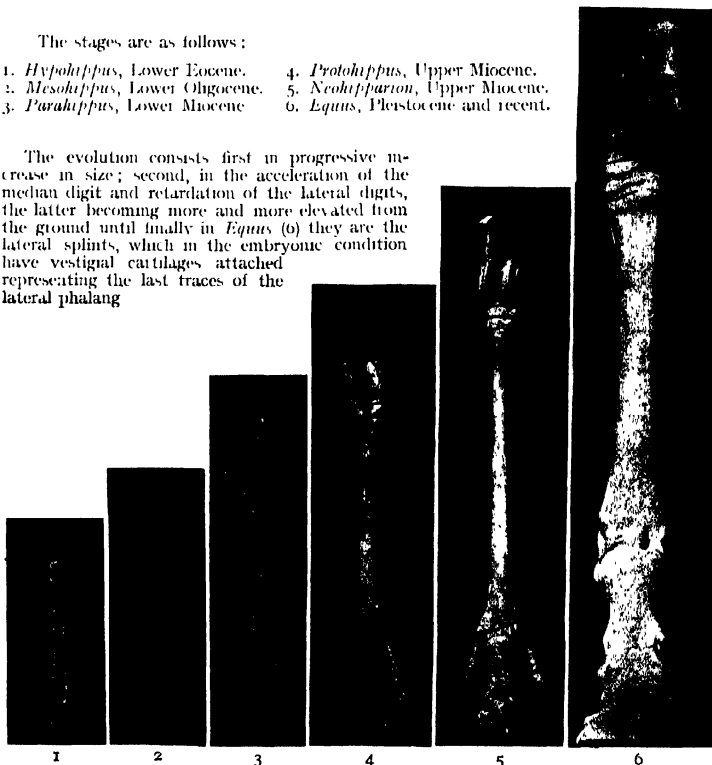 The stages are as follows :
1. Hypohippus, Lower Eocene.
2. Mesohippus, Lower Oligocene.
3. Parahippus, Lower Miocene
4. Protohippus, Upper Miocene.
5. Neohipparion, Upper Miocene.
6. Equus, Pleistocene and recent.
The evolution consists first in progressive in-
crease in size ; second, in the acceleration of the
median digit and retardation of the lateral digits,
the latter becoming more and more elevated from
the ground until finally in Equus (6) they are the
lateral splints, which in the embryonic condition
have vestigial cartilages attached
representing the last traces of the
lateral phalang
1 2 3 4 5 6